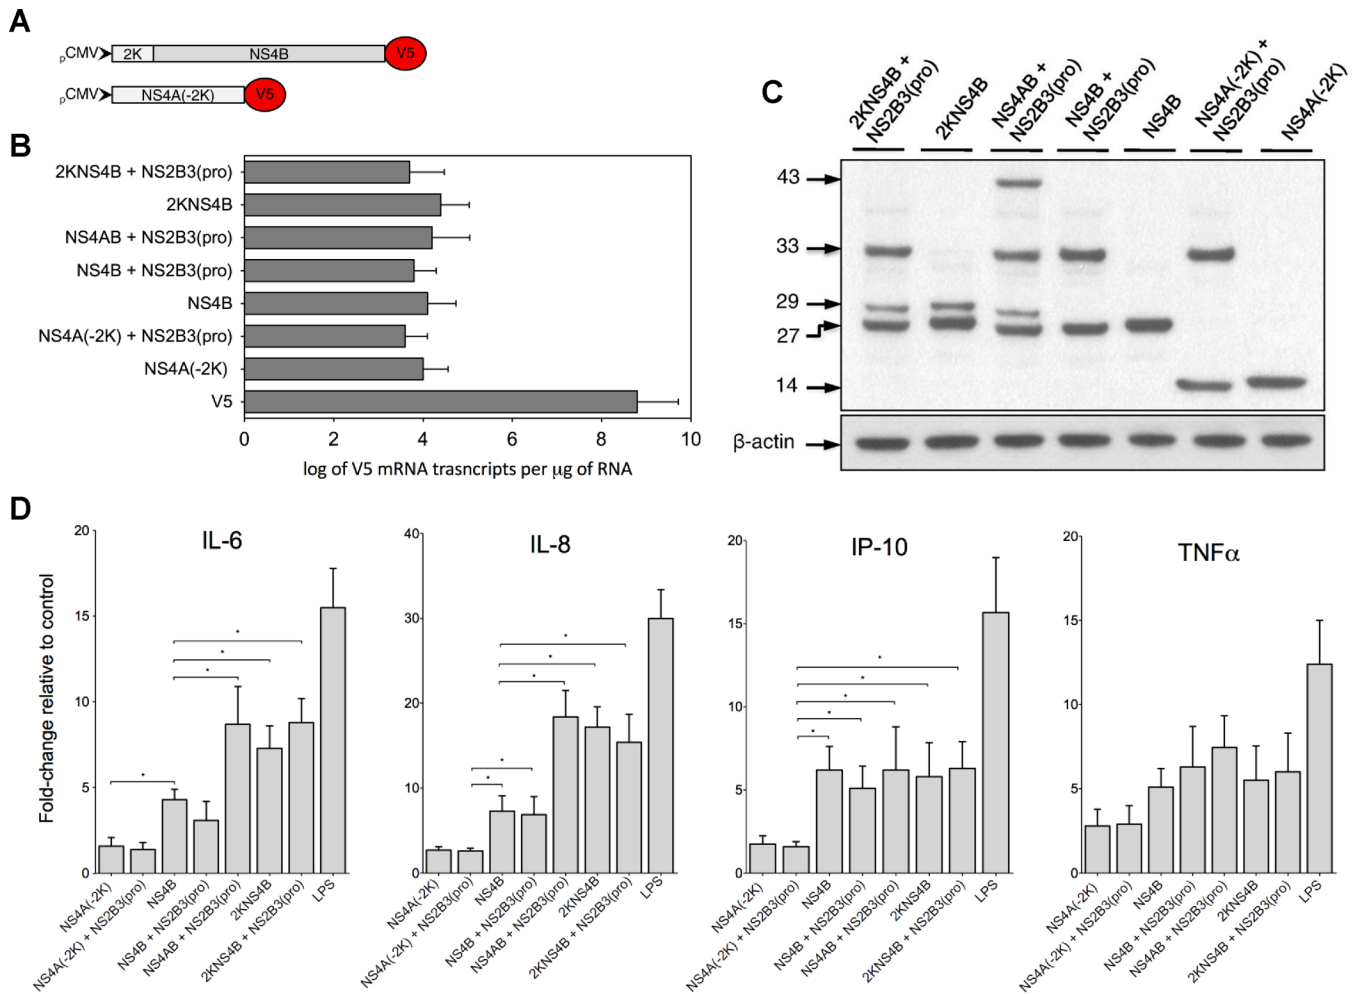 A
pCMV 2K NS4B V5
pCMV NS4A(-2K) V5
B
2KNS4B + NS2B3(pro)
2KNS4B
NS4AB + NS2B3(pro)
NS4B + NS2B3(pro)
NS4B
NS4A(-2K) + NS2B3(pro)
NS4A(-2K)
V5
0 2 4 6 8 10
log of V5 mRNA trasncripts per μg of RNA
C
2KNS4B +
NS2B3(pro)
2KNS4B
NS4AB +
NS2B3(pro)
NS4B +
NS2B3(pro)
NS4B
NS4A(-2K) +
NS2B3(pro)
NS4A(-2K)
43
33
29
27
14
β-actin
D
Fold-change relative to control
IL-6
20
15
10
5
0
* * * *
NS4A(-2K)
NS4A(-2K) + NS2B3(pro)
NS4B
NS4B + NS2B3(pro)
NS4AB + NS2B3(pro)
2KNS4B
2KNS4B + NS2B3(pro)
LPS
IL-8
40
30
20
10
0
* * * * *
NS4A(-2K)
NS4A(-2K) + NS2B3(pro)
NS4B
NS4B + NS2B3(pro)
NS4AB + NS2B3(pro)
2KNS4B
2KNS4B + NS2B3(pro)
LPS
IP-10
20
15
10
5
0
* * * * *
NS4A(-2K)
NS4A(-2K) + NS2B3(pro)
NS4B
NS4B + NS2B3(pro)
NS4AB + NS2B3(pro)
2KNS4B
2KNS4B + NS2B3(pro)
LPS
TNFα
20
15
10
5
0
NS4A(-2K)
NS4A(-2K) + NS2B3(pro)
NS4B
NS4B + NS2B3(pro)
NS4AB + NS2B3(pro)
2KNS4B
2KNS4B + NS2B3(pro)
LPS